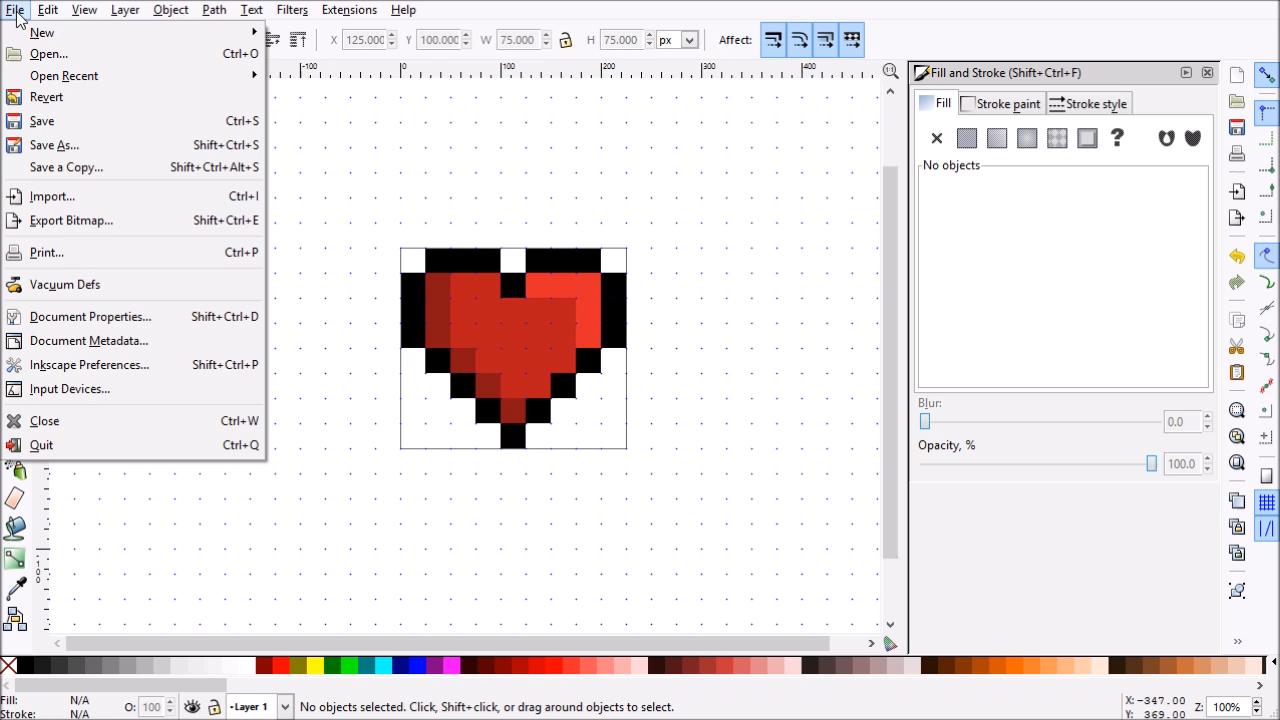 File Edit View Layer Object Path Text Filters Extensions Help
New
Open... Ctrl+O
Open Recent
Revert
Save Ctrl+S
Save As... Shift+Ctrl+S
Save a Copy... Shift+Ctrl+Alt+S
Import... Ctrl+I
Export Bitmap... Shift+Ctrl+E
Print... Ctrl+P
Vacuum Defs
Document Properties... Shift+Ctrl+D
Document Metadata...
Inkscape Preferences... Shift+Ctrl+P
Input Devices...
Close Ctrl+W
Quit Ctrl+Q
X 125.000 Y 100.000 W 75.000 H 75.000 px Affect:
-100 0 100 200 300 400
Fill and Stroke (Shift+Ctrl+F)
Fill Stroke paint Stroke style
No objects
Blur:
0.0
Opacity, %
100.0
Fill: N/A
Stroke: N/A
O: 100
Layer 1
No objects selected. Click, Shift+click, or drag around objects to select.
X: -347.00
Y: 369.00
Z: 100%